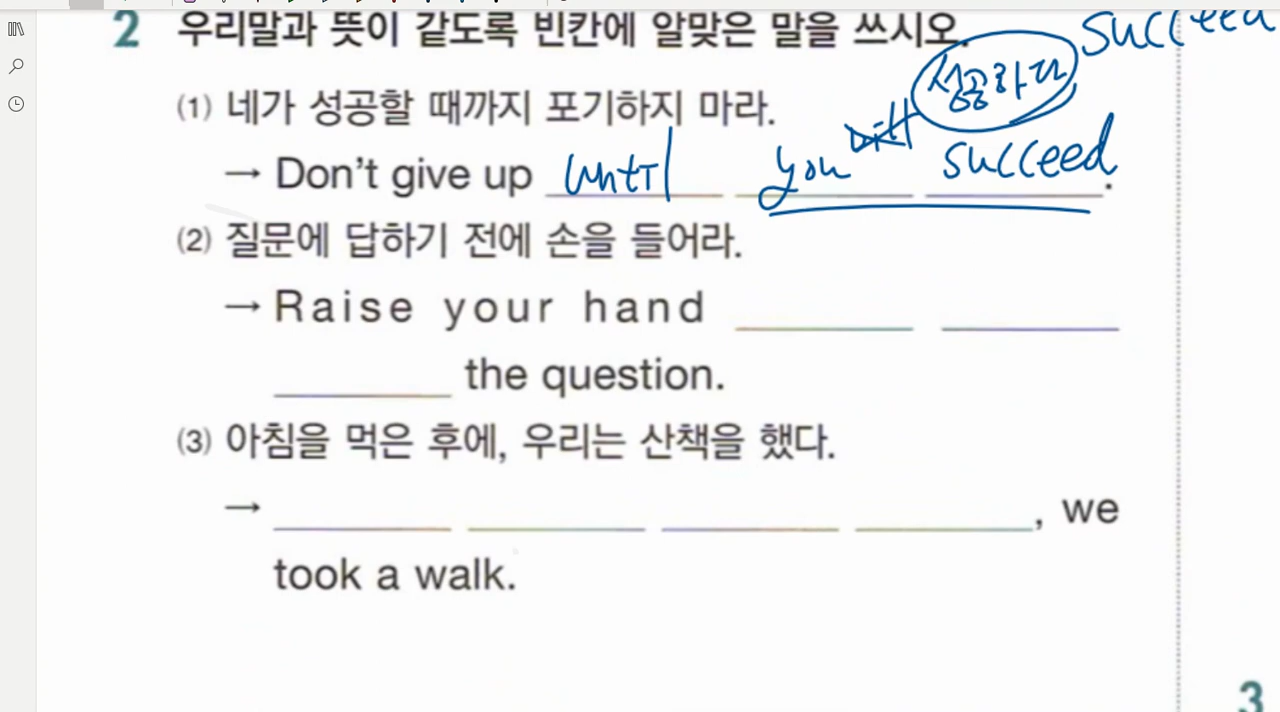 2 우리말과 뜻이 같도록 빈칸에 알맞은 말을 쓰시오.
succeed
(1) 네가 성공할 때까지 포기하지 마라.
성공하다
will
→ Don't give up until you succeed.
(2) 질문에 답하기 전에 손을 들어라.
→ Raise your hand
the question.
(3) 아침을 먹은 후에, 우리는 산책을 했다.
→ , we
took a walk.
3